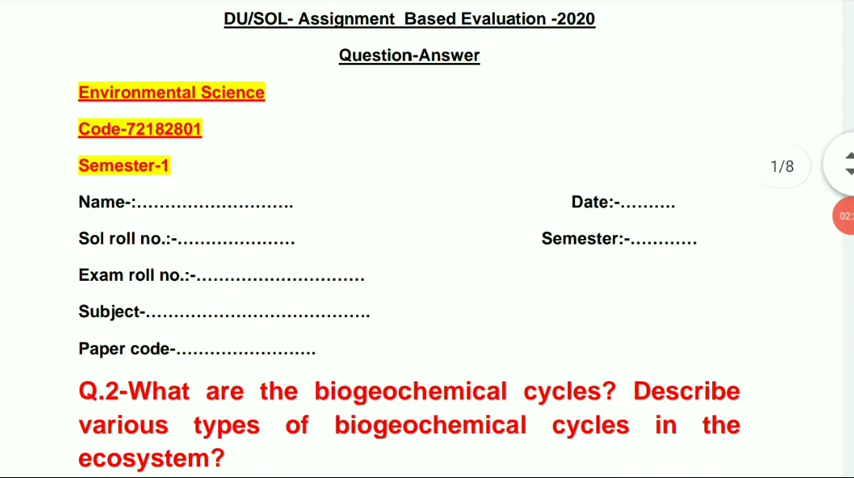 DU/SOL- Assignment Based Evaluation -2020
Question-Answer
Environmental Science
Code-72182801
Semester-1
Name-:............................ Date:-..........
Sol roll no.:-..................... Semester:-............
Exam roll no.:-..............................
Subject-........................................
Paper code-.........................
Q.2-What are the biogeochemical cycles? Describe
various types of biogeochemical cycles in the
ecosystem?
1/8